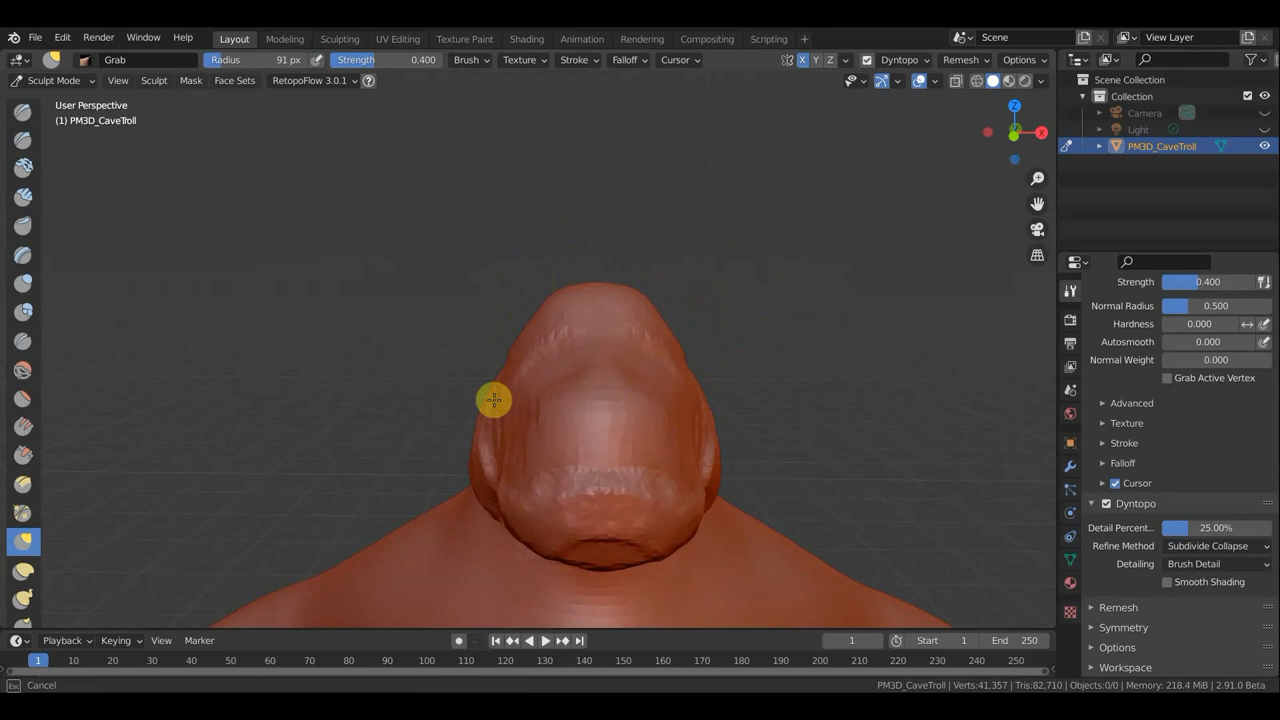 File Edit Render Window Help Layout Modeling Sculpting UV Editing Texture Paint Shading Animation Rendering Compositing Scripting + Scene View Layer
Grab Radius 91 px Strength 0.400 Brush Texture Stroke Falloff Cursor X Y Z Dyntopo Remesh Options
Sculpt Mode View Sculpt Mask Face Sets RetopoFlow 3.0.1 ?
Scene Collection
Collection
Camera
Light
PM3D_CaveTroll
User Perspective
(1) PM3D_CaveTroll
Z
X
Y
Strength 0.400
Normal Radius 0.500
Hardness 0.000
Autosmooth 0.000
Normal Weight 0.000
Grab Active Vertex
Advanced
Texture
Stroke
Falloff
Cursor
Dyntopo
Detail Percent... 25.00%
Refine Method Subdivide Collapse
Detailing Brush Detail
Smooth Shading
Remesh
Symmetry
Options
Workspace
Playback Keying View Marker 1 Start 1 End 250
1 10 20 30 40 50 60 70 80 90 100 110 120 130 140 150 160 170 180 190 200 210 220 230 240 250
Esc Cancel PM3D_CaveTroll | Verts:41,357 | Tris:82,710 | Objects:0/0 | Memory: 218.4 MiB | 2.91.0 Beta